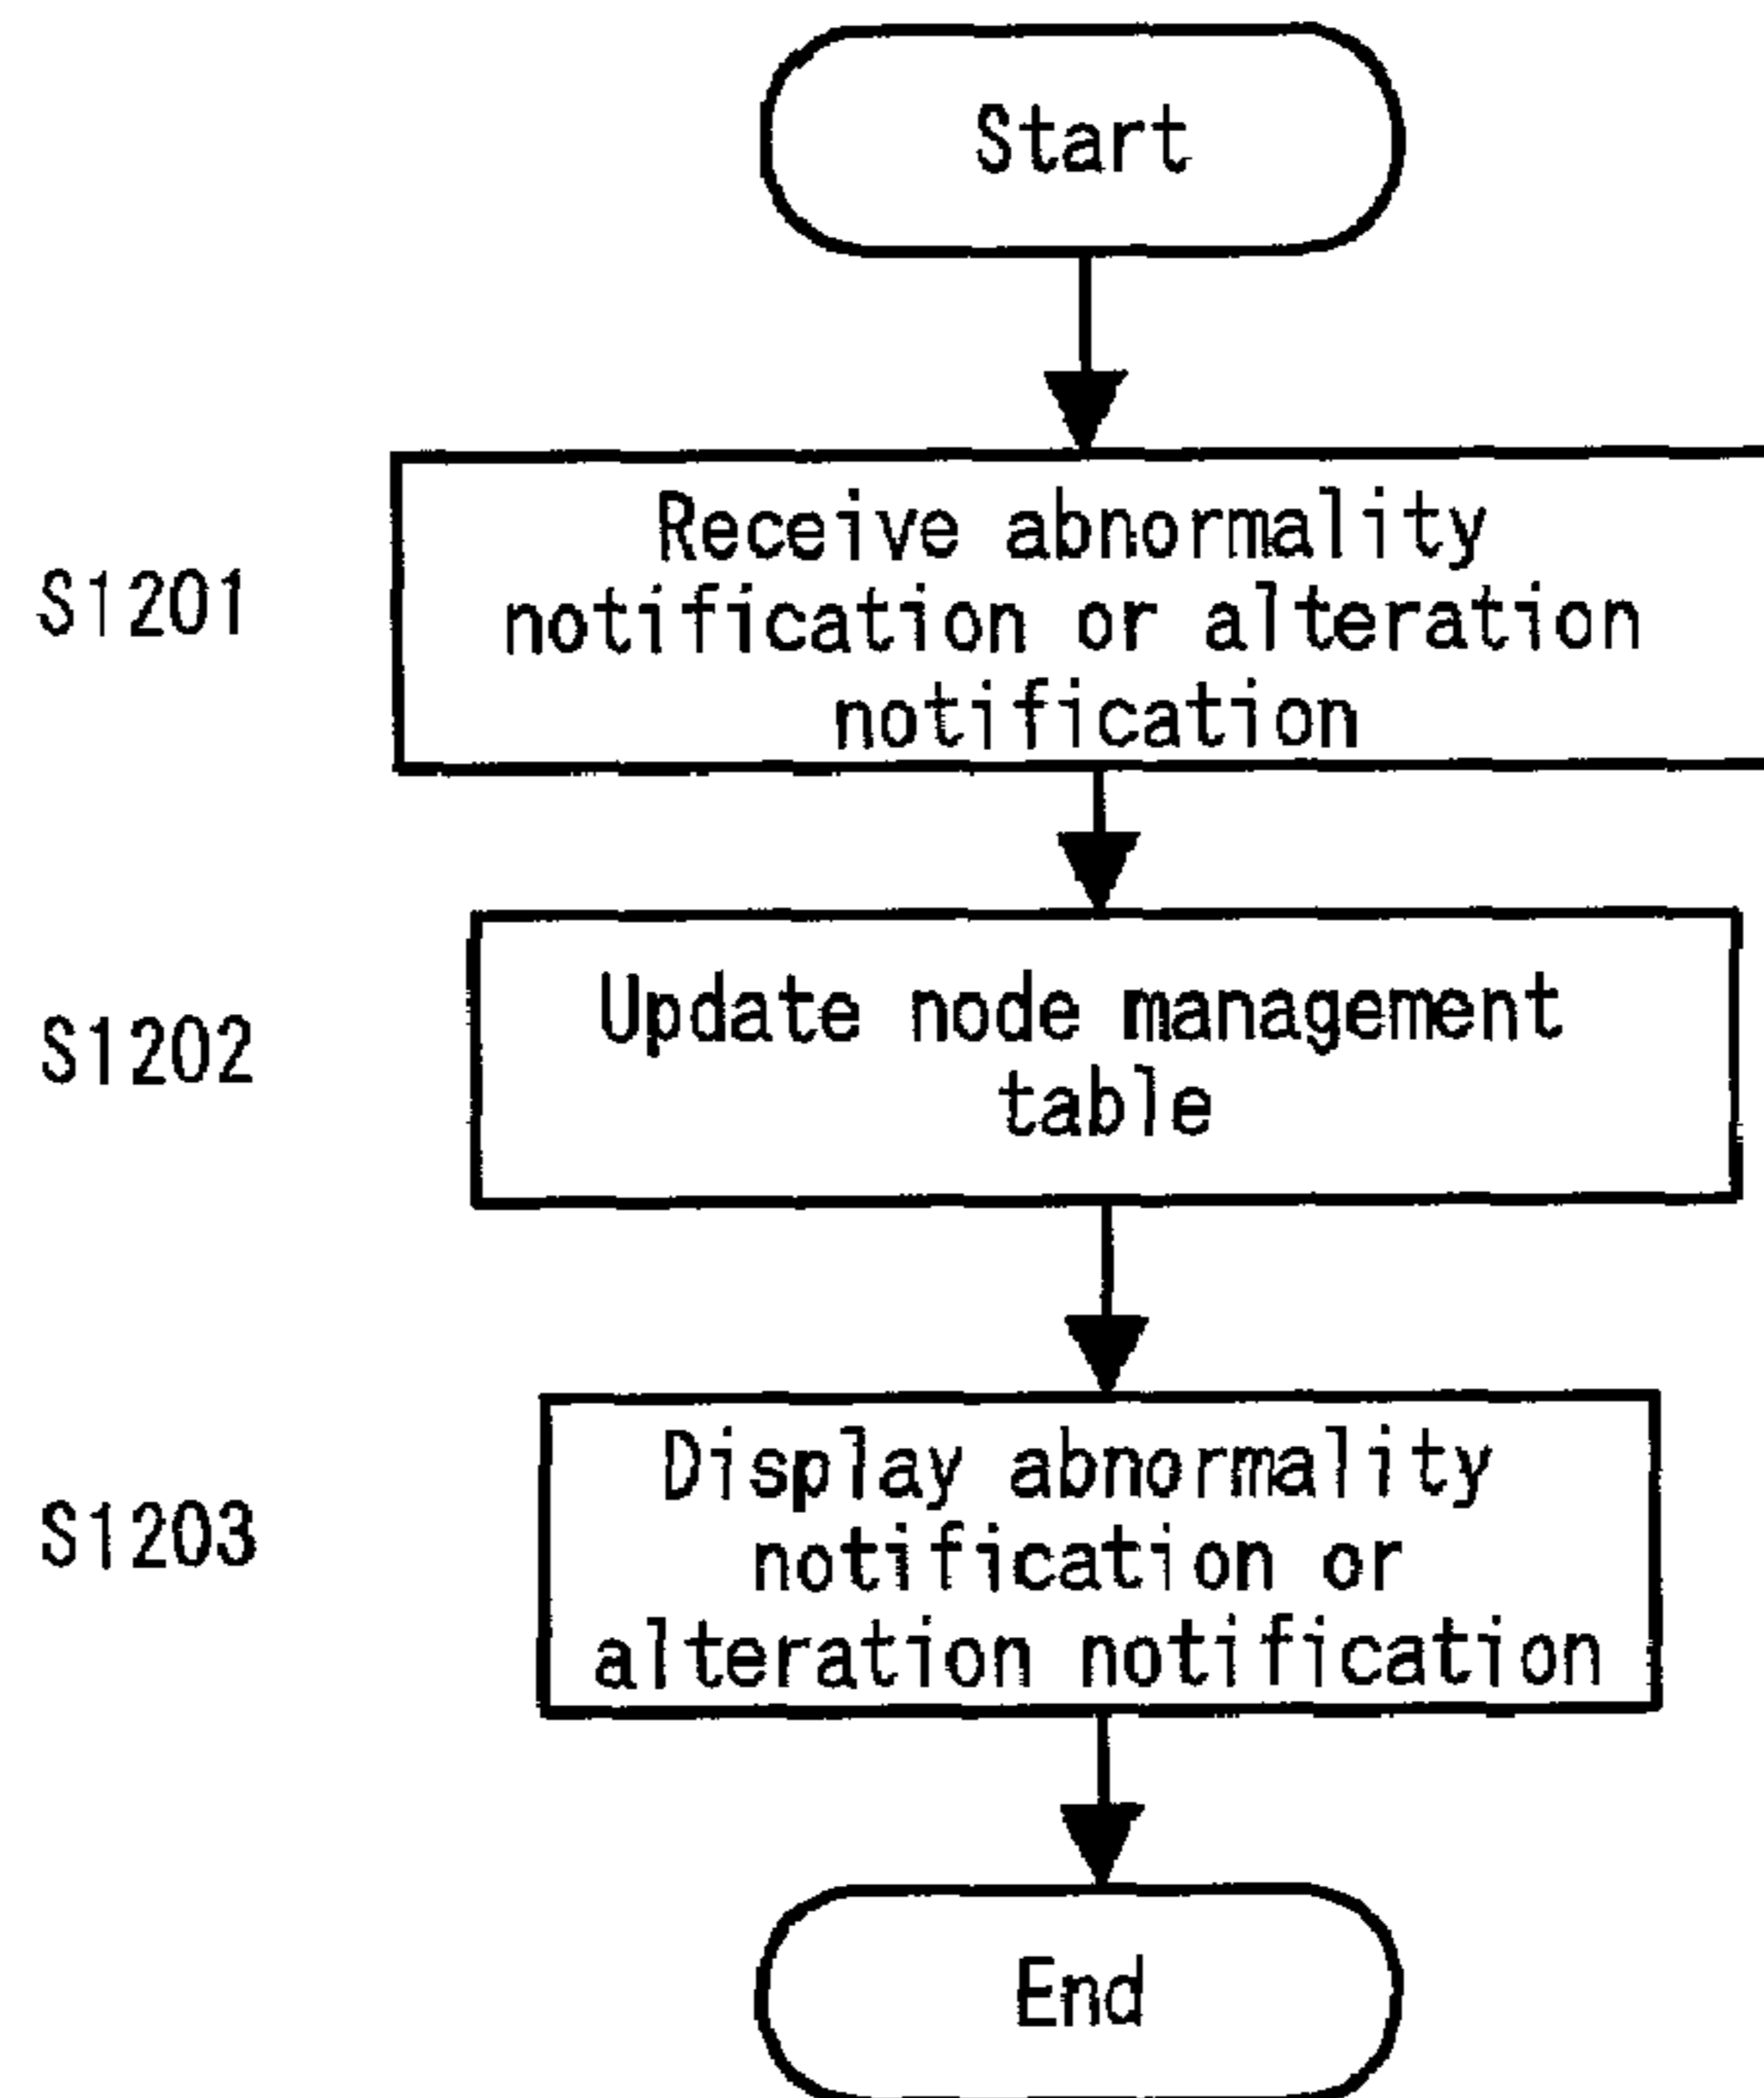 Start
S1201
Receive abnormality
notification or alteration
notification
S1202
Update node management
table
S1203
Display abnormality
notification or
alteration notification
End